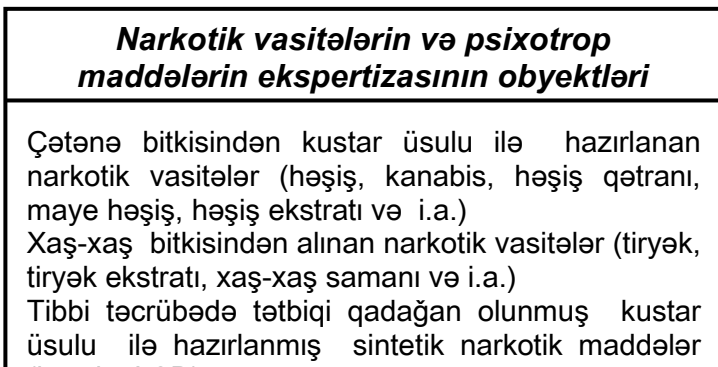 Narkotik vasitələrin və psixotrop
maddələrin ekspertizasının obyektləri
Çətənə bitkisindən kustar üsulu ilə hazırlanan
narkotik vasitələr (həşiş, kanabis, həşiş qətranı,
maye həşiş, həşiş ekstratı və i.a.)
Xaş-xaş bitkisindən alınan narkotik vasitələr (tiryək,
tiryək ekstratı, xaş-xaş samanı və i.a.)
Tibbi təcrübədə tətbiqi qadağan olunmuş kustar
üsulu ilə hazırlanmış sintetik narkotik maddələr